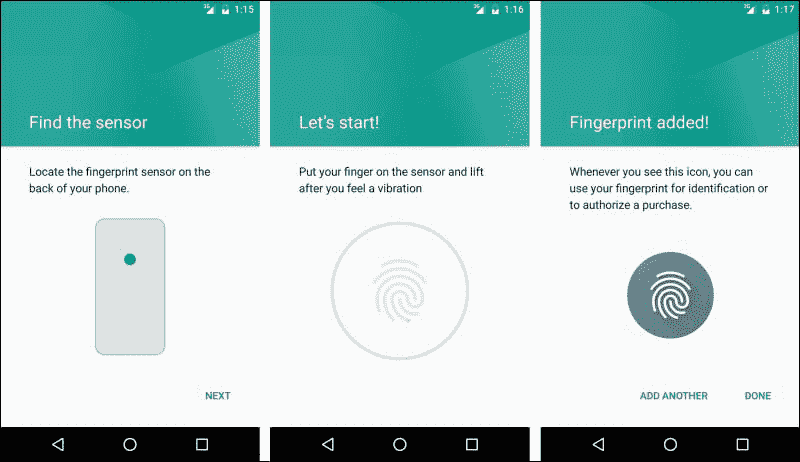 3G 1:15
Find the sensor
Locate the fingerprint sensor on the
back of your phone.
NEXT
3G 1:16
Let's start!
Put your finger on the sensor and lift
after you feel a vibration
3G 1:17
Fingerprint added!
Whenever you see this icon, you can
use your fingerprint for identification or
to authorize a purchase.
ADD ANOTHER DONE